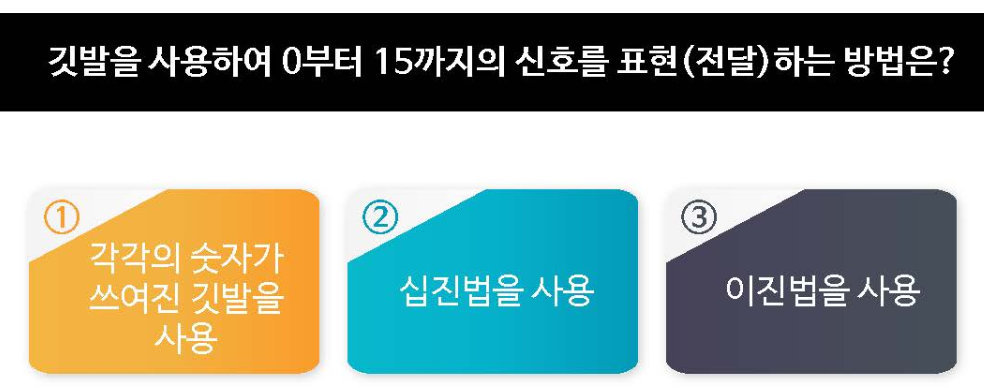 깃발을 사용하여 0부터 15까지의 신호를 표현(전달)하는 방법은?
①
각각의 숫자가
쓰여진 깃발을
사용
②
십진법을 사용
③
이진법을 사용